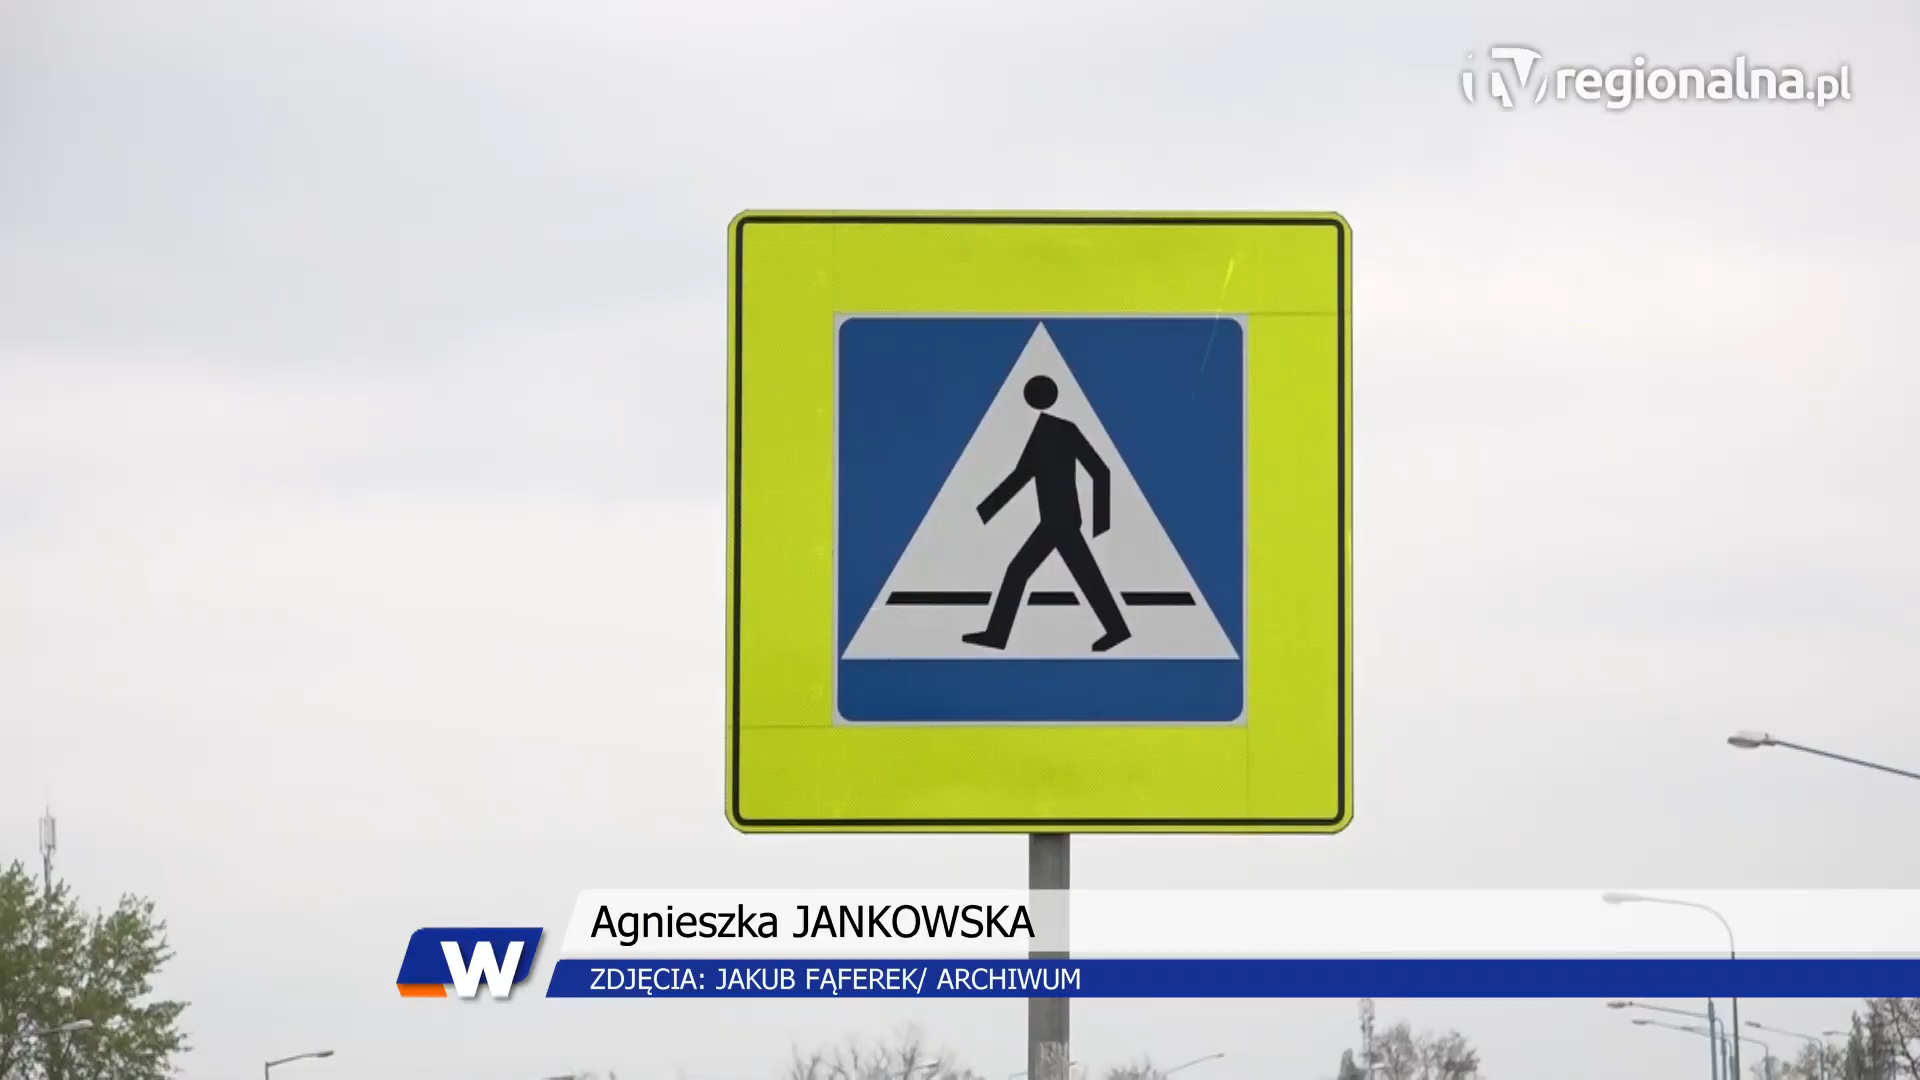 iTVregionalna.pl
Agnieszka JANKOWSKA
W
ZDJĘCIA: JAKUB FĄFEREK/ ARCHIWUM